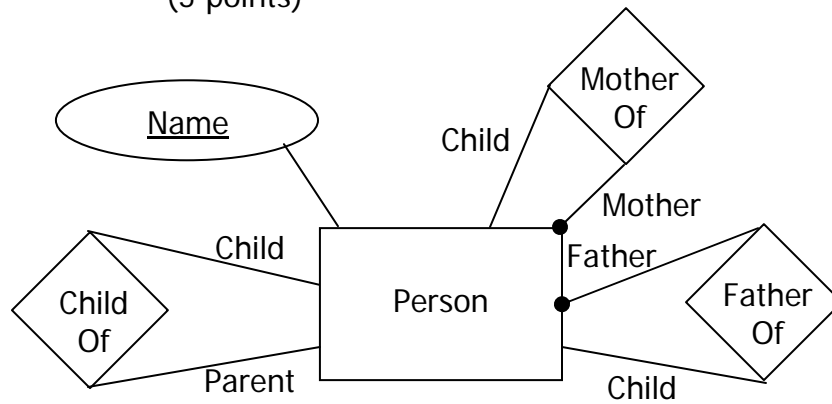 (5 points)
Mother
Of
Name
Child
Mother
Child
Father
Child
Of
Person
Father
Of
Parent
Child